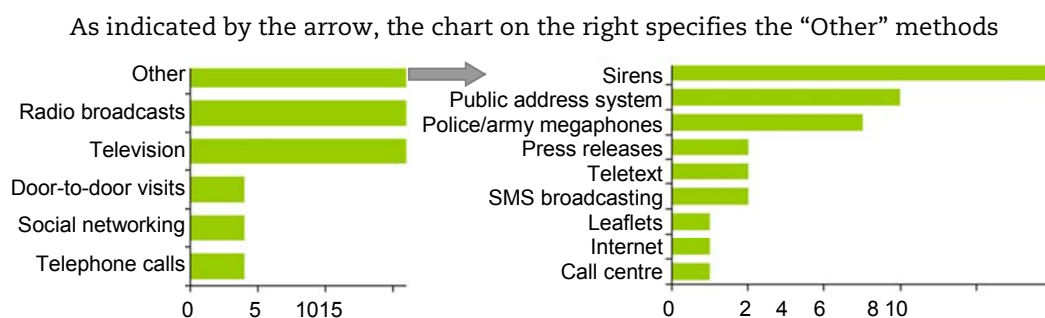 As indicated by the arrow, the chart on the right specifies the “Other” methods
Other
Radio broadcasts
Television
Door-to-door visits
Social networking
Telephone calls
0 5 1015
Sirens
Public address system
Police/army megaphones
Press releases
Teletext
SMS broadcasting
Leaflets
Internet
Call centre
0 2 4 6 8 10